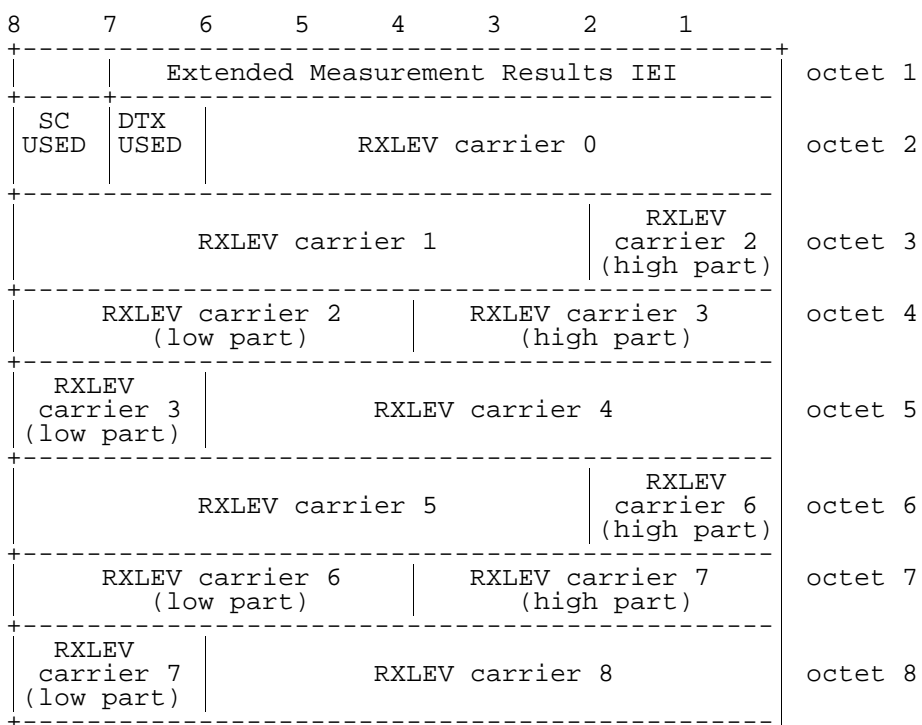 8 7 6 5 4 3 2 1
Extended Measurement Results IEI octet 1
SC DTX
USED USED RXLEV carrier 0 octet 2
RXLEV
RXLEV carrier 1 carrier 2 octet 3
(high part)
RXLEV carrier 2 RXLEV carrier 3 octet 4
(low part) (high part)
RXLEV
carrier 3 RXLEV carrier 4 octet 5
(low part)
RXLEV
RXLEV carrier 5 carrier 6 octet 6
(high part)
RXLEV carrier 6 RXLEV carrier 7 octet 7
(low part) (high part)
RXLEV
carrier 7 RXLEV carrier 8 octet 8
(low part)